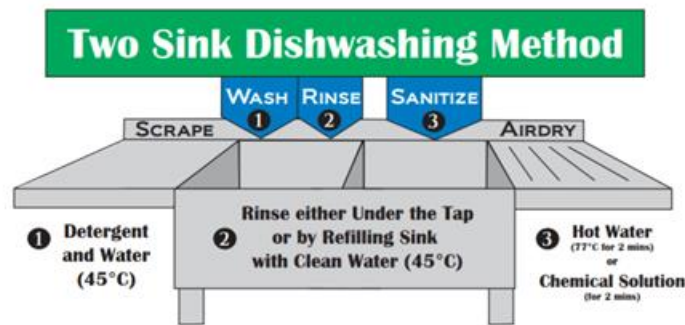 Two Sink Dishwashing Method
WASH RINSE SANITIZE
1 2 3
SCRAPE AIRDRY
1 Detergent
and Water
(45°C)
2 Rinse either Under the Tap
or by Refilling Sink
with Clean Water (45°C)
3 Hot Water
(77°C for 2 mins)
or
Chemical Solution
(for 2 mins)